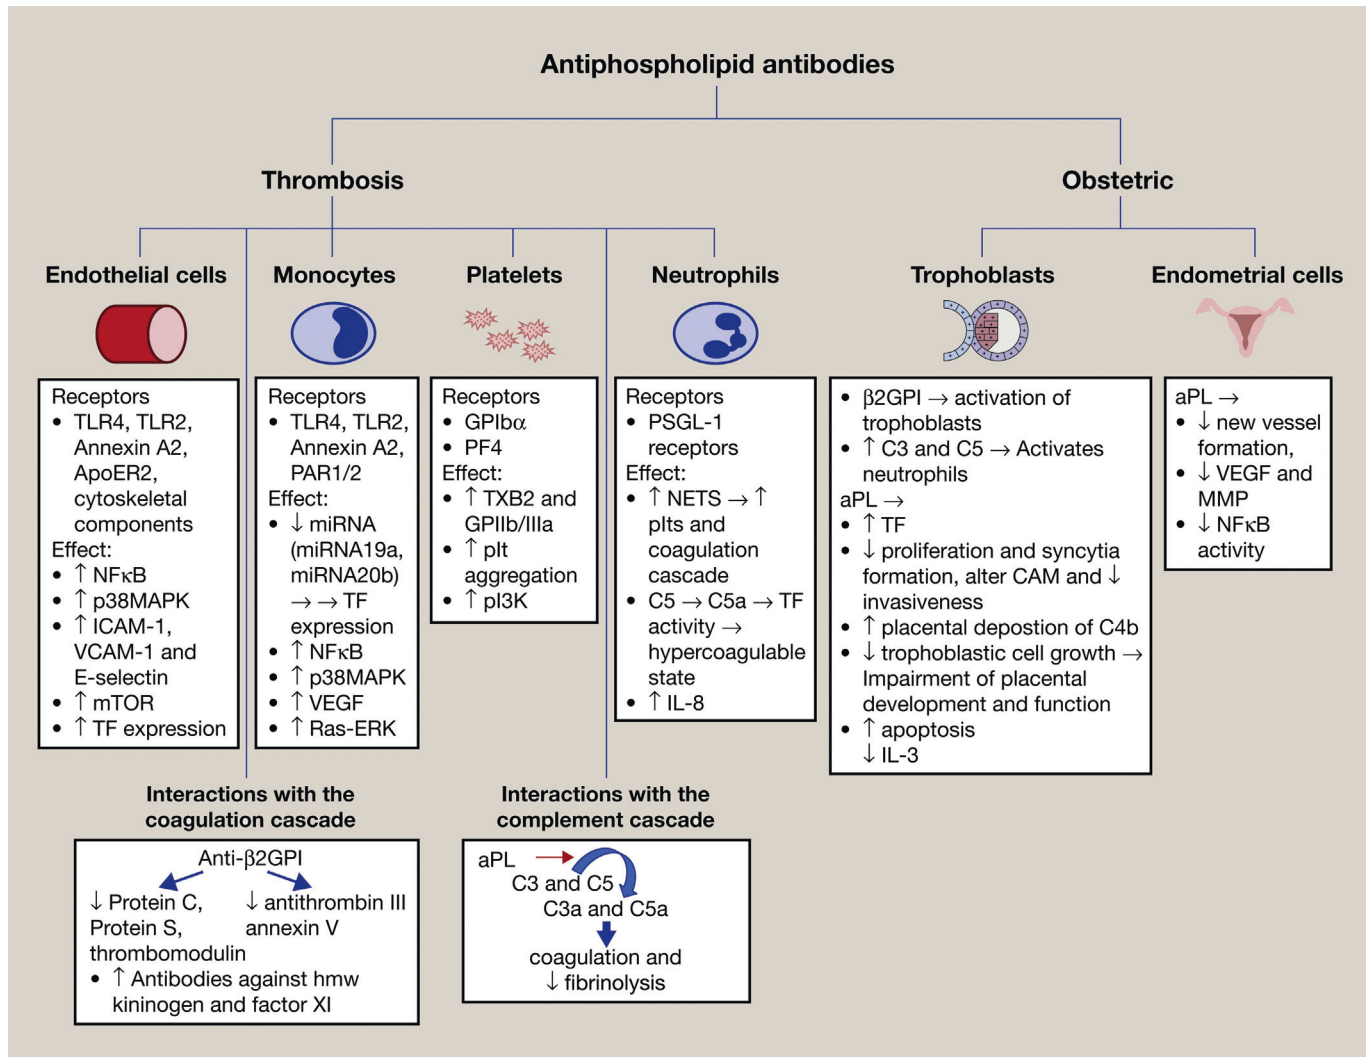 Antiphospholipid antibodies
Thrombosis
Obstetric
Endothelial cells
Receptors
• TLR4, TLR2,
Annexin A2,
ApoER2,
cytoskeletal
components
Effect:
• ↑ NFκB
• ↑ p38MAPK
• ↑ ICAM-1,
VCAM-1 and
E-selectin
• ↑ mTOR
• ↑ TF expression
Monocytes
Receptors
• TLR4, TLR2,
Annexin A2,
PAR1/2
Effect:
• ↓ miRNA
(miRNA19a,
miRNA20b)
→ → TF
expression
• ↑ NFκB
• ↑ p38MAPK
• ↑ VEGF
• ↑ Ras-ERK
Platelets
Receptors
• GPIbα
• PF4
Effect:
• ↑ TXB2 and
GPIIb/IIIa
• ↑ plt
aggregation
• ↑ pI3K
Neutrophils
Receptors
• PSGL-1
receptors
Effect:
• ↑ NETS → ↑
plts and
coagulation
cascade
• C5 → C5a → TF
activity →
hypercoagulable
state
• ↑ IL-8
Trophoblasts
• β2GPI → activation of
trophoblasts
• ↑ C3 and C5 → Activates
neutrophils
aPL →
• ↑ TF
• ↓ proliferation and syncytia
formation, alter CAM and ↓
invasiveness
• ↑ placental depostion of C4b
• ↓ trophoblastic cell growth →
Impairment of placental
development and function
• ↑ apoptosis
↓ IL-3
Endometrial cells
aPL →
• ↓ new vessel
formation,
• ↓ VEGF and
MMP
• ↓ NFκB
activity
Interactions with the
coagulation cascade
Anti-β2GPI
↓ Protein C,
Protein S,
thrombomodulin
↓ antithrombin III
annexin V
• ↑ Antibodies against hmw
kininogen and factor XI
Interactions with the
complement cascade
aPL
C3 and C5
C3a and C5a
coagulation and
↓ fibrinolysis